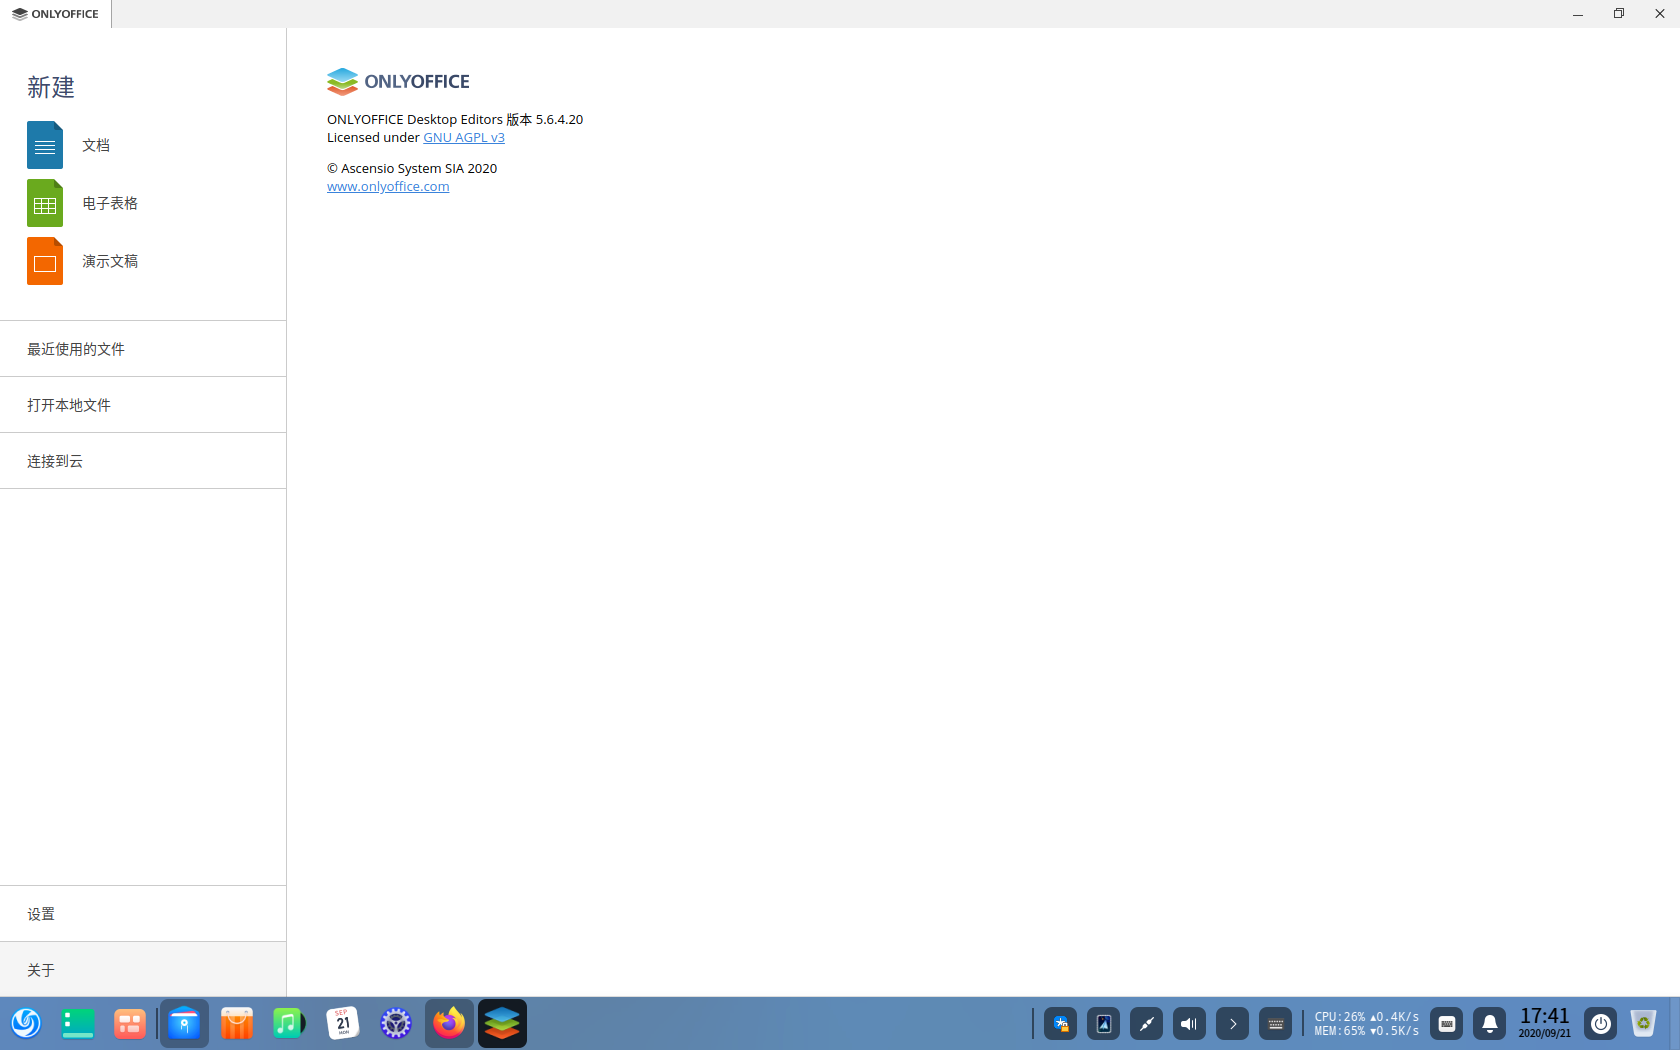 ONLYOFFICE
新建
文档
电子表格
演示文稿
最近使用的文件
打开本地文件
连接到云
设置
关于
ONLYOFFICE
ONLYOFFICE Desktop Editors 版本 5.6.4.20
Licensed under GNU AGPL v3
© Ascensio System SIA 2020
www.onlyoffice.com
SEP
21
MON
CPU:26% ▲0.4K/s
MEM:65% ▼0.5K/s
17:41
2020/09/21